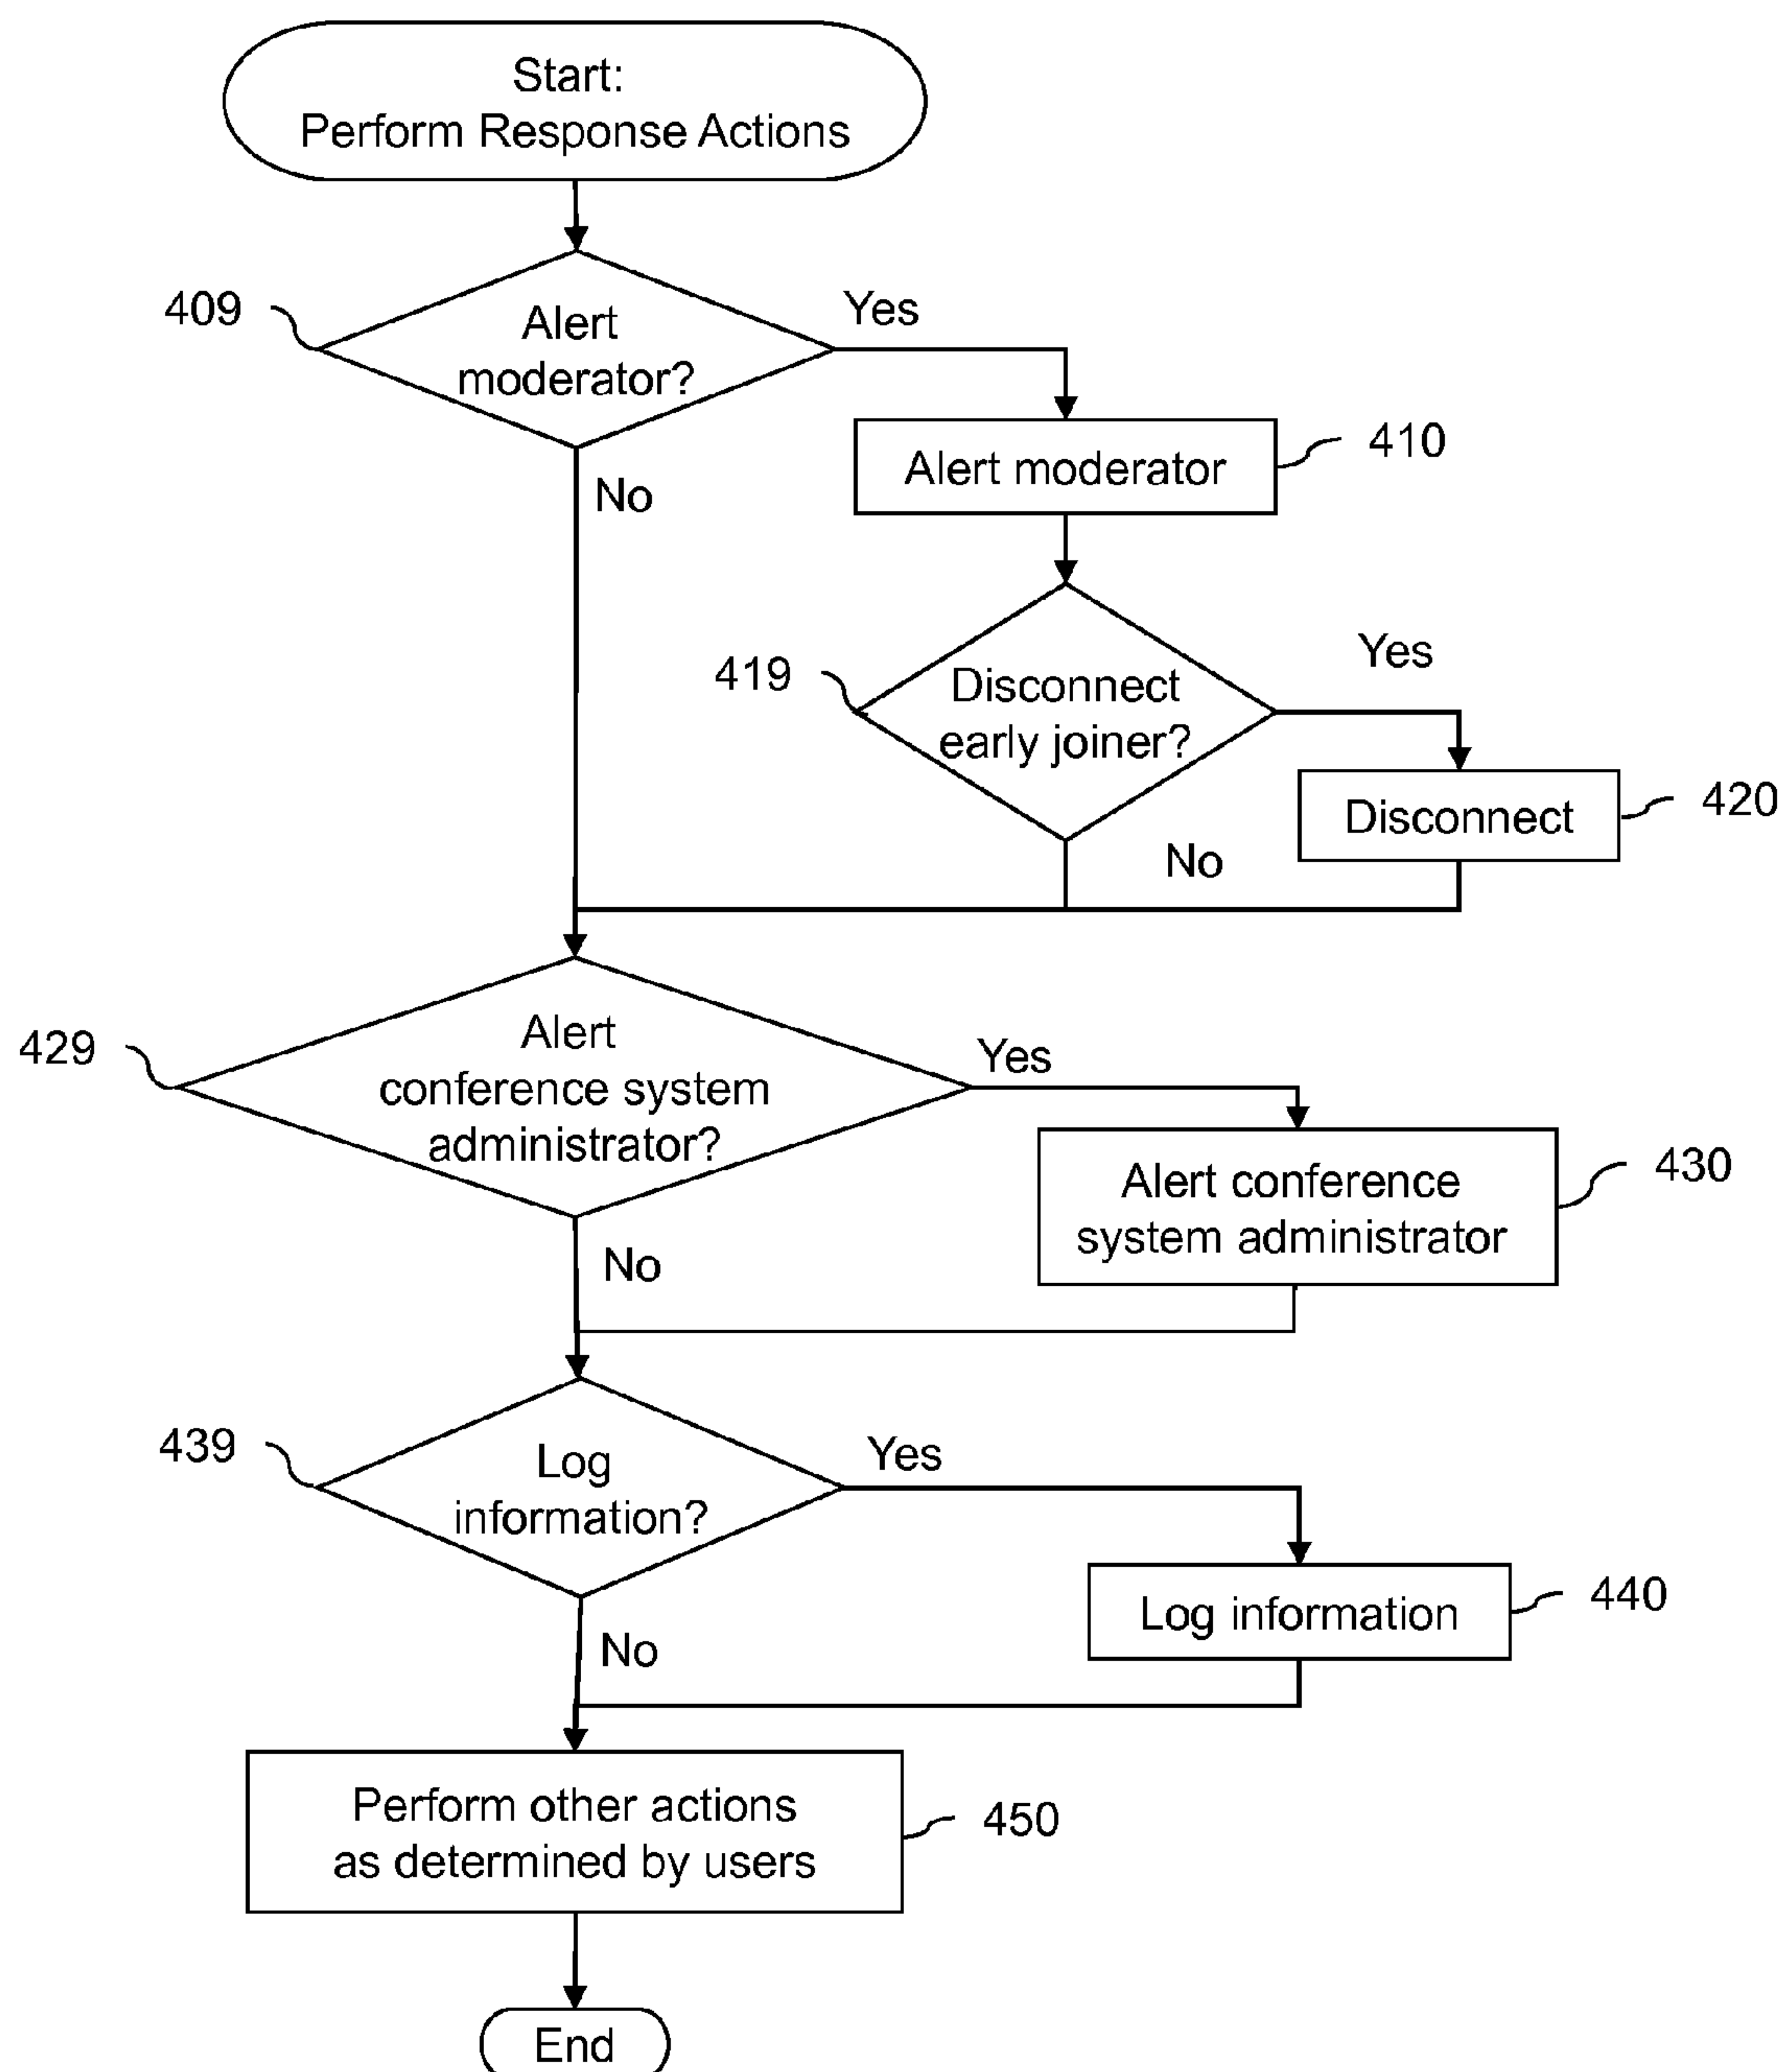 Start:
Perform Response Actions
409
Alert
moderator?
Yes
Alert moderator
410
No
419
Disconnect
early joiner?
Yes
Disconnect
420
No
429
Alert
conference system
administrator?
Yes
Alert conference
system administrator
430
No
439
Log
information?
Yes
Log information
440
No
Perform other actions
as determined by users
450
End